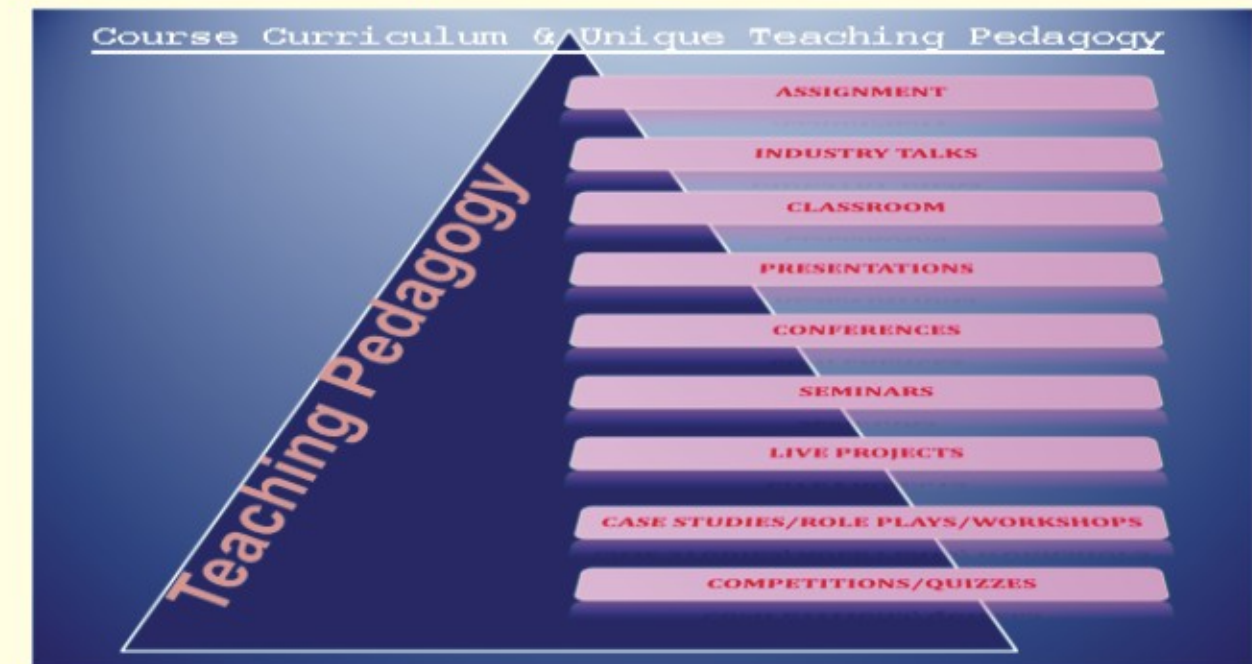 Course Curriculum & Unique Teaching Pedagogy
Teaching Pedagogy
ASSIGNMENT
INDUSTRY TALKS
CLASSROOM
PRESENTATIONS
CONFERENCES
SEMINARS
LIVE PROJECTS
CASE STUDIES/ROLE PLAYS/WORKSHOPS
COMPETITIONS/QUIZZES